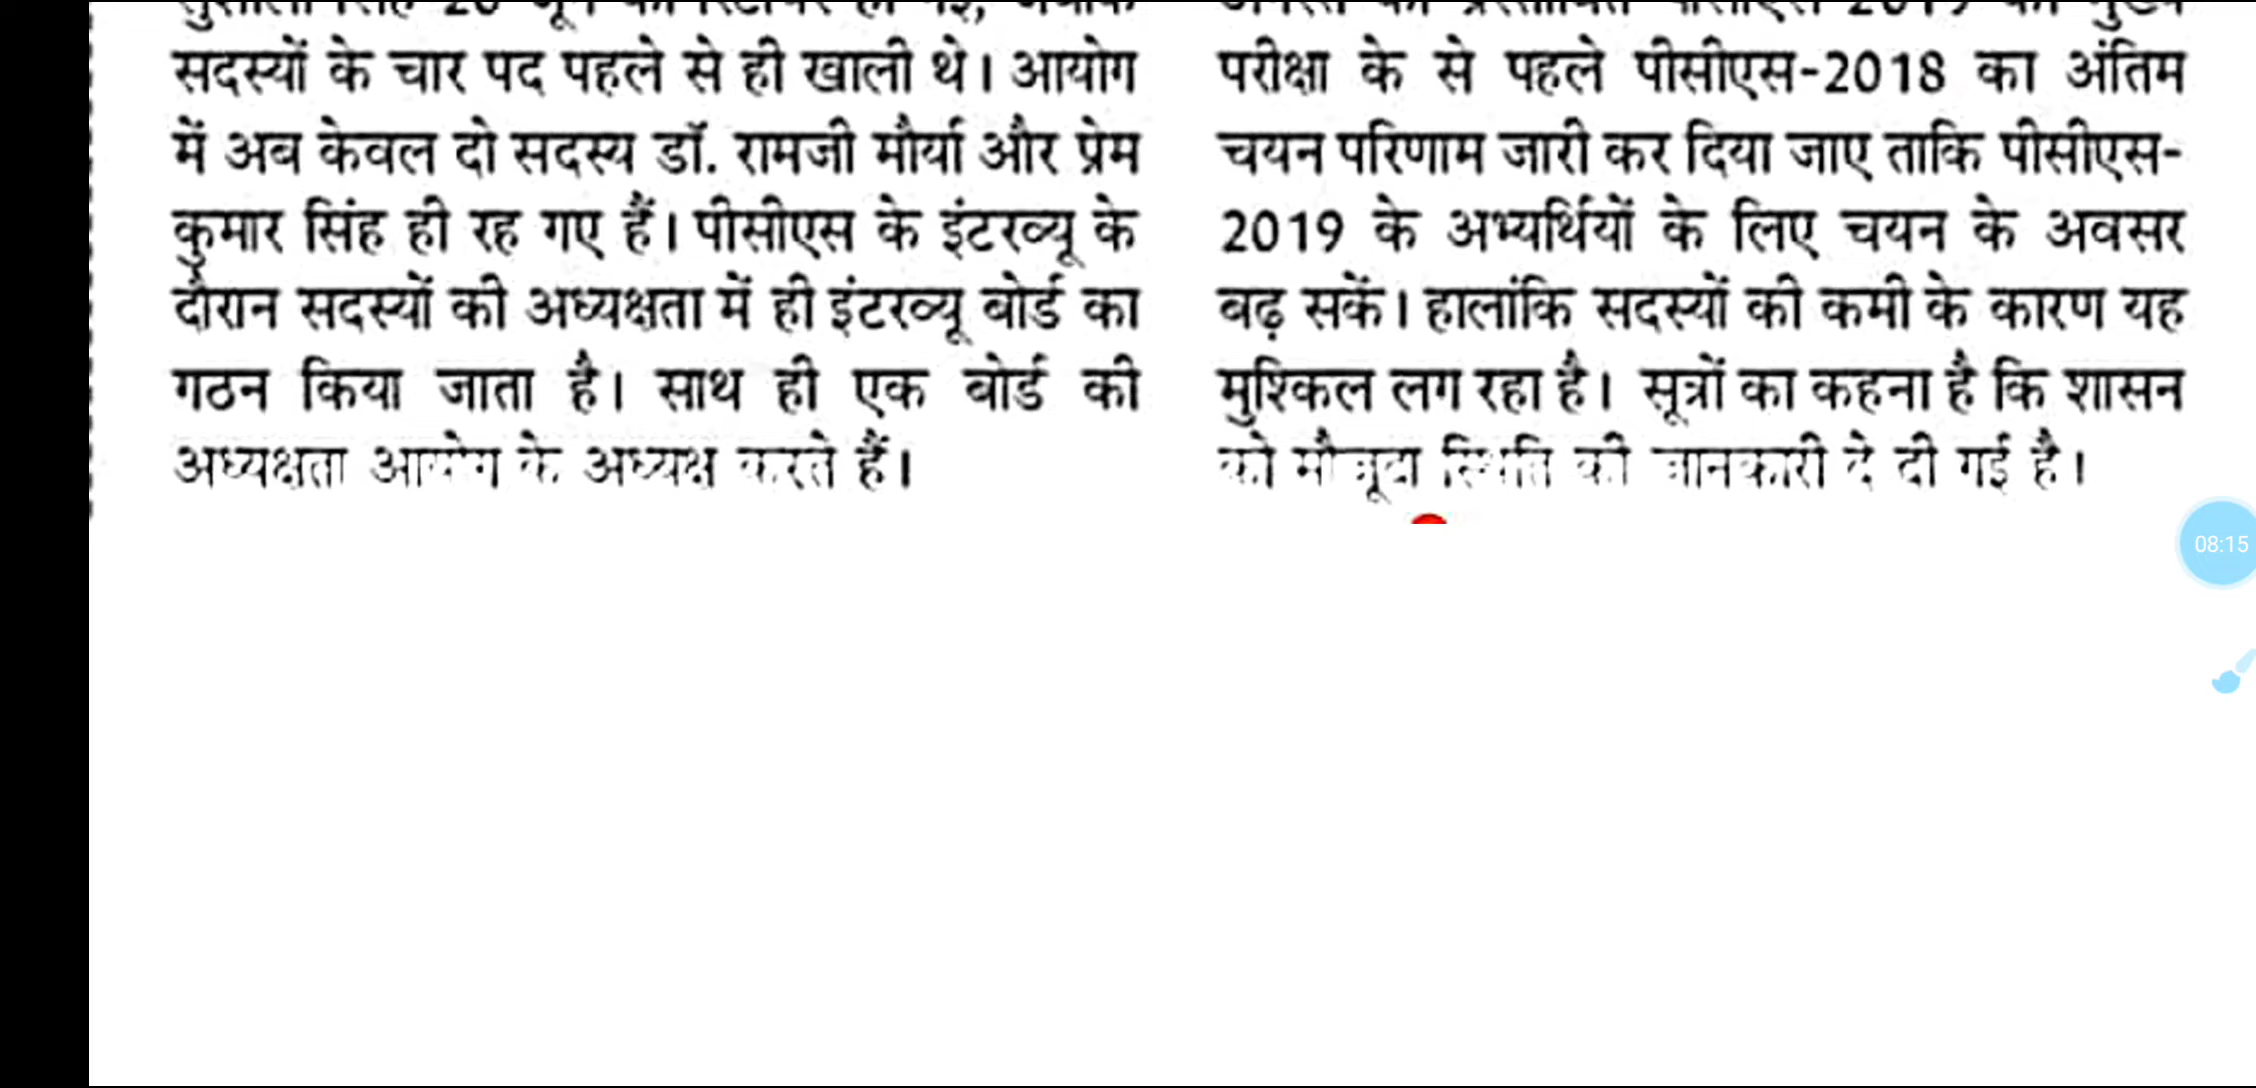 सदस्यों के चार पद पहले से ही खाली थे। आयोग
में अब केवल दो सदस्य डॉ. रामजी मौर्या और प्रेम
कुमार सिंह ही रह गए हैं। पीसीएस के इंटरव्यू के
दौरान सदस्यों की अध्यक्षता में ही इंटरव्यू बोर्ड का
गठन किया जाता है। साथ ही एक बोर्ड की
अध्यक्षता आयोग के अध्यक्ष करते हैं।
परीक्षा के से पहले पीसीएस-2018 का अंतिम
चयन परिणाम जारी कर दिया जाए ताकि पीसीएस-
2019 के अभ्यर्थियों के लिए चयन के अवसर
बढ़ सकें। हालांकि सदस्यों की कमी के कारण यह
मुश्किल लग रहा है। सूत्रों का कहना है कि शासन
को मौजूदा स्थिति की जानकारी दे दी गई है।
08:15